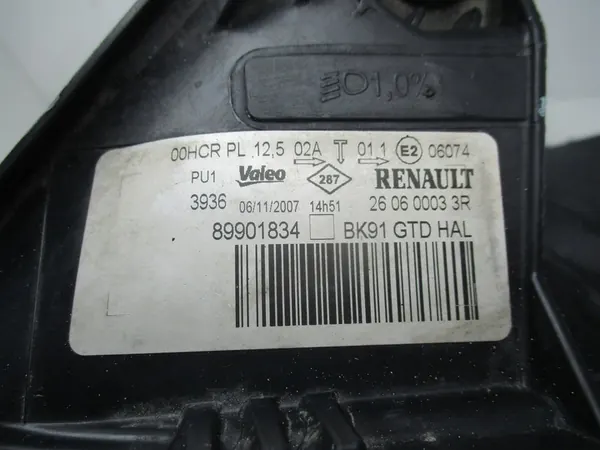 1,0%
00HCR PL 12,5 02A → T 01,1 → E2 06074
PU1 Valeo 287 RENAULT
3936 06/11/2007 14h51 26 06 0003 3R
89901834 BK91 GTD HAL